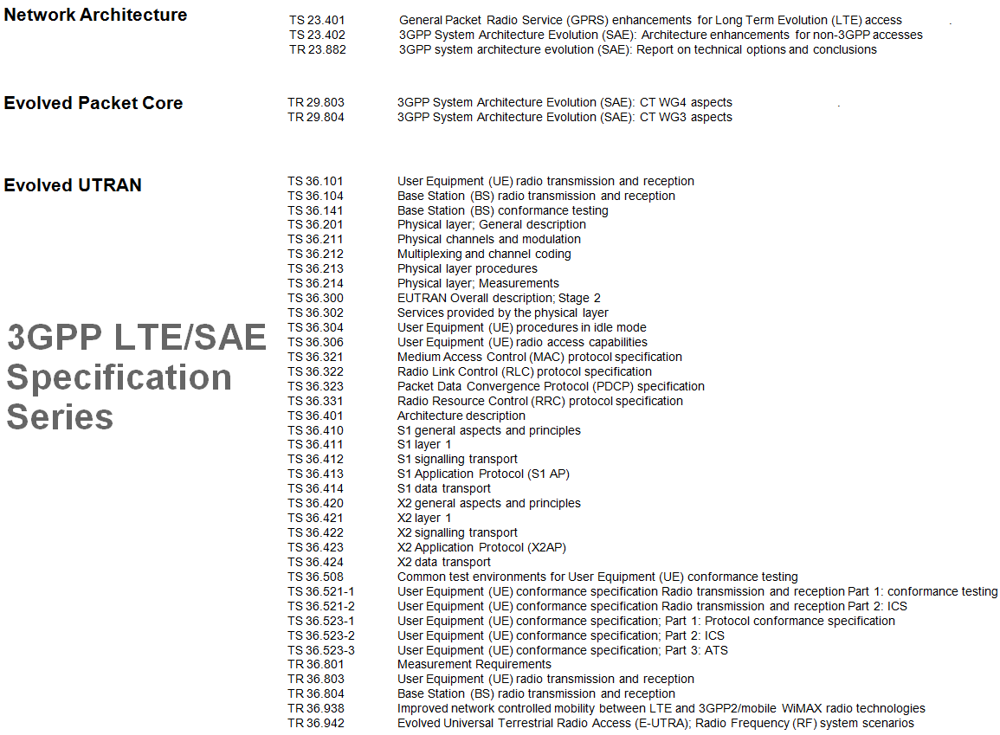 Network Architecture
TS 23.401 General Packet Radio Service (GPRS) enhancements for Long Term Evolution (LTE) access .
TS 23.402 3GPP System Architecture Evolution (SAE): Architecture enhancements for non-3GPP accesses
TR 23.882 3GPP system architecture evolution (SAE): Report on technical options and conclusions
Evolved Packet Core
TR 29.803 3GPP System Architecture Evolution (SAE): CT WG4 aspects .
TR 29.804 3GPP System Architecture Evolution (SAE): CT WG3 aspects
Evolved UTRAN
TS 36.101 User Equipment (UE) radio transmission and reception
TS 36.104 Base Station (BS) radio transmission and reception
TS 36.141 Base Station (BS) conformance testing
TS 36.201 Physical layer; General description
TS 36.211 Physical channels and modulation
TS 36.212 Multiplexing and channel coding
TS 36.213 Physical layer procedures
TS 36.214 Physical layer; Measurements
TS 36.300 EUTRAN Overall description; Stage 2
TS 36.302 Services provided by the physical layer
TS 36.304 User Equipment (UE) procedures in idle mode
TS 36.306 User Equipment (UE) radio access capabilities
TS 36.321 Medium Access Control (MAC) protocol specification
TS 36.322 Radio Link Control (RLC) protocol specification
TS 36.323 Packet Data Convergence Protocol (PDCP) specification
TS 36.331 Radio Resource Control (RRC) protocol specification
TS 36.401 Architecture description
TS 36.410 S1 general aspects and principles
TS 36.411 S1 layer 1
TS 36.412 S1 signalling transport
TS 36.413 S1 Application Protocol (S1 AP)
TS 36.414 S1 data transport
TS 36.420 X2 general aspects and principles
TS 36.421 X2 layer 1
TS 36.422 X2 signalling transport
TS 36.423 X2 Application Protocol (X2AP)
TS 36.424 X2 data transport
TS 36.508 Common test environments for User Equipment (UE) conformance testing
TS 36.521-1 User Equipment (UE) conformance specification Radio transmission and reception Part 1: conformance testing
TS 36.521-2 User Equipment (UE) conformance specification Radio transmission and reception Part 2: ICS
TS 36.523-1 User Equipment (UE) conformance specification; Part 1: Protocol conformance specification
TS 36.523-2 User Equipment (UE) conformance specification; Part 2: ICS
TS 36.523-3 User Equipment (UE) conformance specification; Part 3: ATS
TR 36.801 Measurement Requirements
TR 36.803 User Equipment (UE) radio transmission and reception
TR 36.804 Base Station (BS) radio transmission and reception
TR 36.938 Improved network controlled mobility between LTE and 3GPP2/mobile WiMAX radio technologies
TR 36.942 Evolved Universal Terrestrial Radio Access (E-UTRA); Radio Frequency (RF) system scenarios
3GPP LTE/SAE
Specification
Series